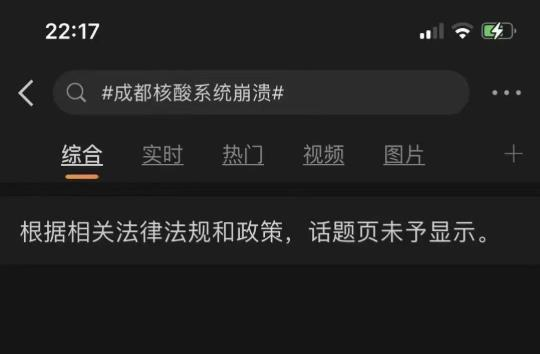 22:17
#成都核酸系统崩溃#
综合 实时 热门 视频 图片
根据相关法律法规和政策，话题页未予显示。